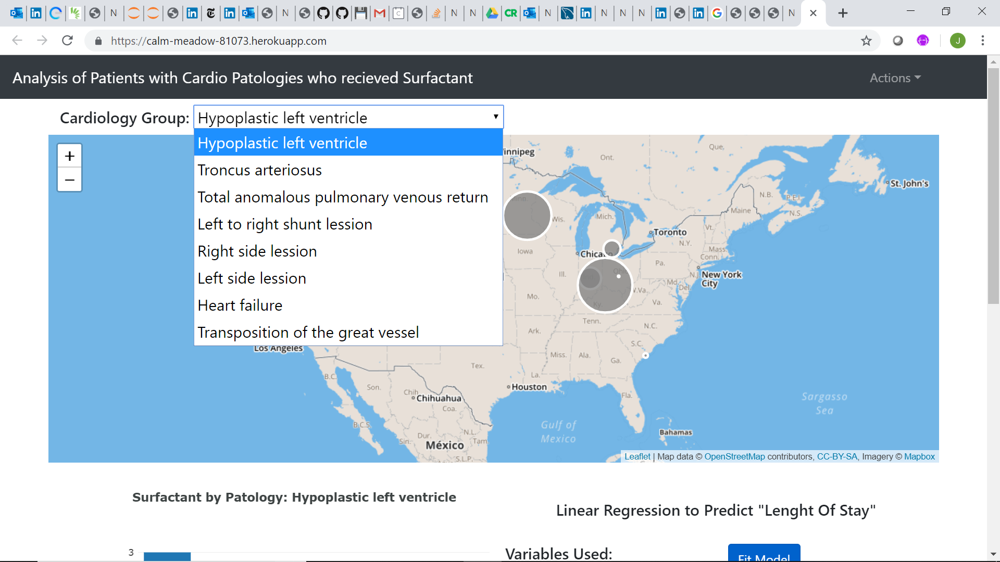 https://calm-meadow-81073.herokuapp.com
J
Analysis of Patients with Cardio Patologies who recieved Surfactant
Actions
Cardiology Group: Hypoplastic left ventricle
Hypoplastic left ventricle
Troncus arteriosus
Total anomalous pulmonary venous return
Left to right shunt lession
Right side lession
Left side lession
Heart failure
Transposition of the great vessel
+
−
innipeg
Ont.
Que.
St. John's
N.B.
P.E.I.
N.S.
Maine
Minn.
Wis.
Mich.
Vt.
Toronto
N.Y.
Iowa
Chicago
Mass
Conn.
Pa.
Ill.
Ohio
N.J.
New York
City
Md.
Del.
W.Va.
Mo.
Ky.
Va.
Tenn.
N.C.
Ark.
S.C.
Los Angeles
Miss.
Ala.
Ga.
Tex.
La.
B.C.
Son.
Houston
Chih.
Chihuahua
Coa.
Fla.
Sargasso
Sea
B.C.S.
Gulf of
Mexico
Dur.
N.L.
Bahamas
Sin.
México
Tam
S.L.P.
Leaflet | Map data © OpenStreetMap contributors, CC-BY-SA, Imagery © Mapbox
Surfactant by Patology: Hypoplastic left ventricle
Linear Regression to Predict "Lenght Of Stay"
3
Variables Used:
Fit Model